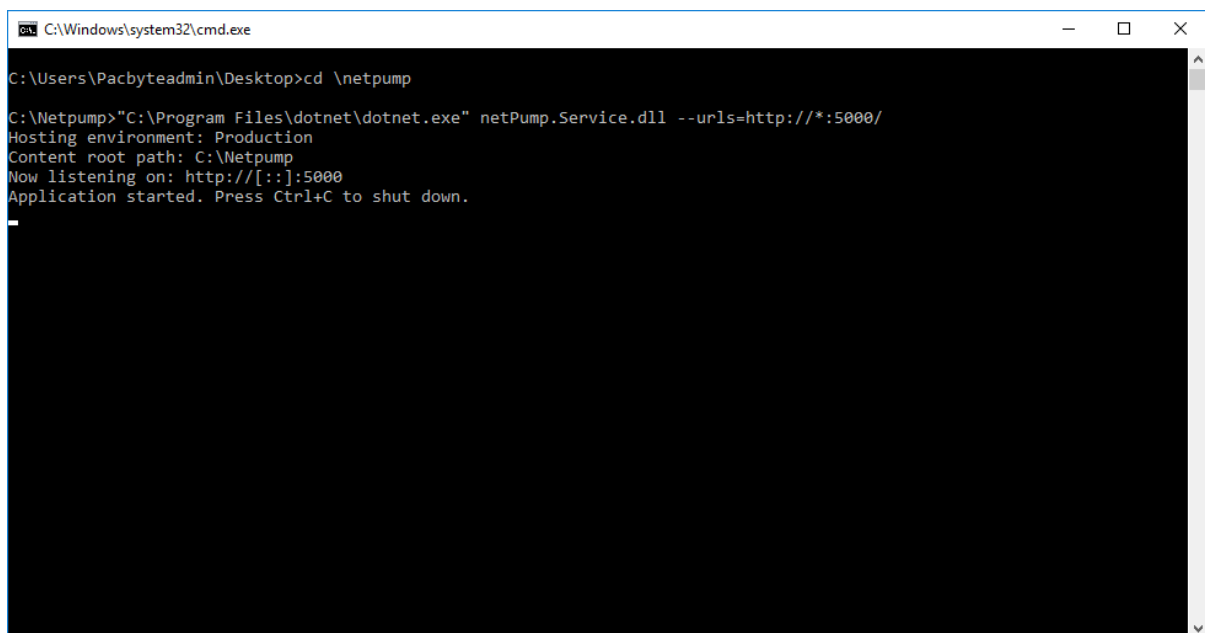 C:\Windows\system32\cmd.exe
C:\Users\Pacbyteadmin\Desktop>cd \netpump
C:\Netpump>"C:\Program Files\dotnet\dotnet.exe" netPump.Service.dll --urls=http://*:5000/
Hosting environment: Production
Content root path: C:\Netpump
Now listening on: http://[::]:5000
Application started. Press Ctrl+C to shut down.